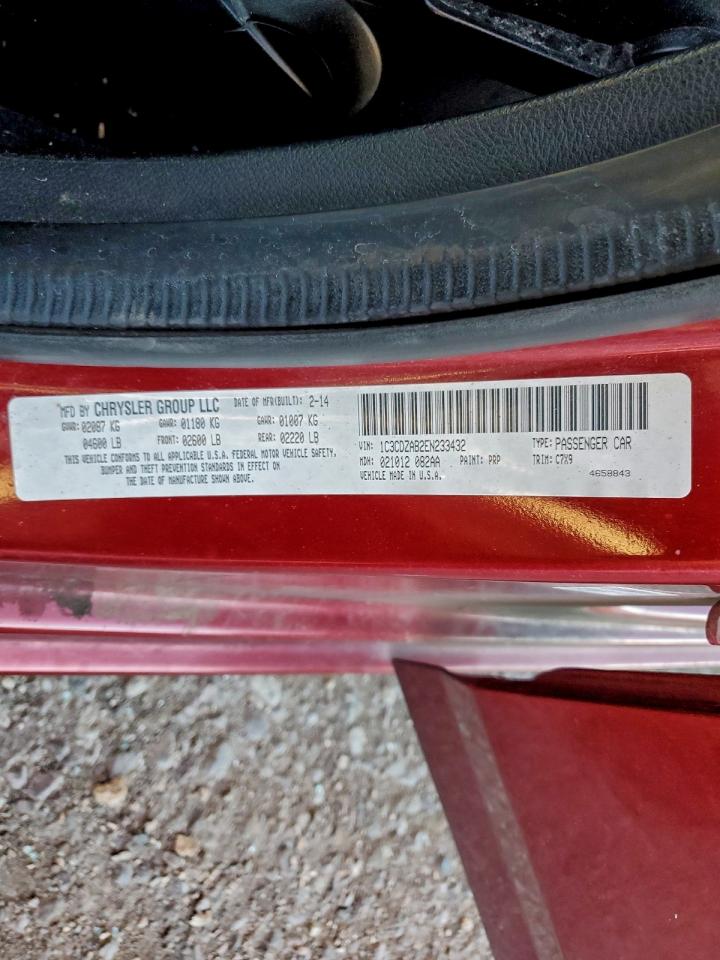 MFD BY CHRYSLER GROUP LLC DATE OF MFR(BUILT): 2-14
GVWR: 02087 KG GAWR: 01180 KG GAWR: 01007 KG
04600 LB FRONT: 02600 LB REAR: 02220 LB
THIS VEHICLE CONFORMS TO ALL APPLICABLE U.S.A. FEDERAL MOTOR VEHICLE SAFETY,
BUMPER AND THEFT PREVENTION STANDARDS IN EFFECT ON
THE DATE OF MANUFACTURE SHOWN ABOVE.
VIN: 1C3CDZAB2EN233432 TYPE: PASSENGER CAR
MDH: 021012 082AA PAINT: PRP TRIM: C7X9
VEHICLE MADE IN U.S.A. 4658843